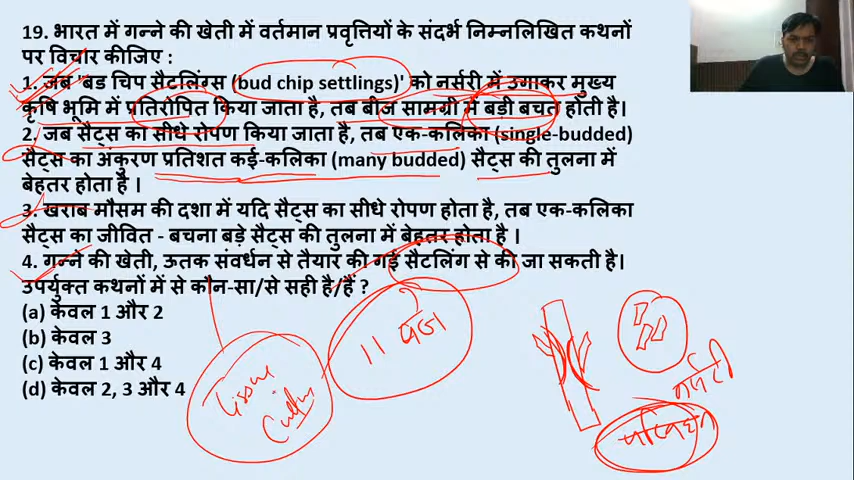 19. भारत में गन्ने की खेती में वर्तमान प्रवृत्तियों के संदर्भ निम्नलिखित कथनों
पर विचार कीजिए :
1. जब 'बड चिप सैटलिंग्स (bud chip settlings)' को नर्सरी में उगाकर मुख्य
कृषि भूमि में प्रतिरोपित किया जाता है, तब बीज सामग्री में बड़ी बचत होती है।
2. जब सैट्स का सीधे रोपण किया जाता है, तब एक-कलिका (single-budded)
सैट्स का अंकुरण प्रतिशत कई-कलिका (many budded) सैट्स की तुलना में
बेहतर होता है ।
3. खराब मौसम की दशा में यदि सैट्स का सीधे रोपण होता है, तब एक-कलिका
सैट्स का जीवित - बचना बड़े सैट्स की तुलना में बेहतर होता है ।
4. गन्ने की खेती, ऊतक संवर्धन से तैयार की गई सैटलिंग से की जा सकती है।
उपर्युक्त कथनों में से कौन-सा/से सही है/हैं ?
(a) केवल 1 और 2
(b) केवल 3
(c) केवल 1 और 4
(d) केवल 2, 3 और 4
Tissue
नर्सरी